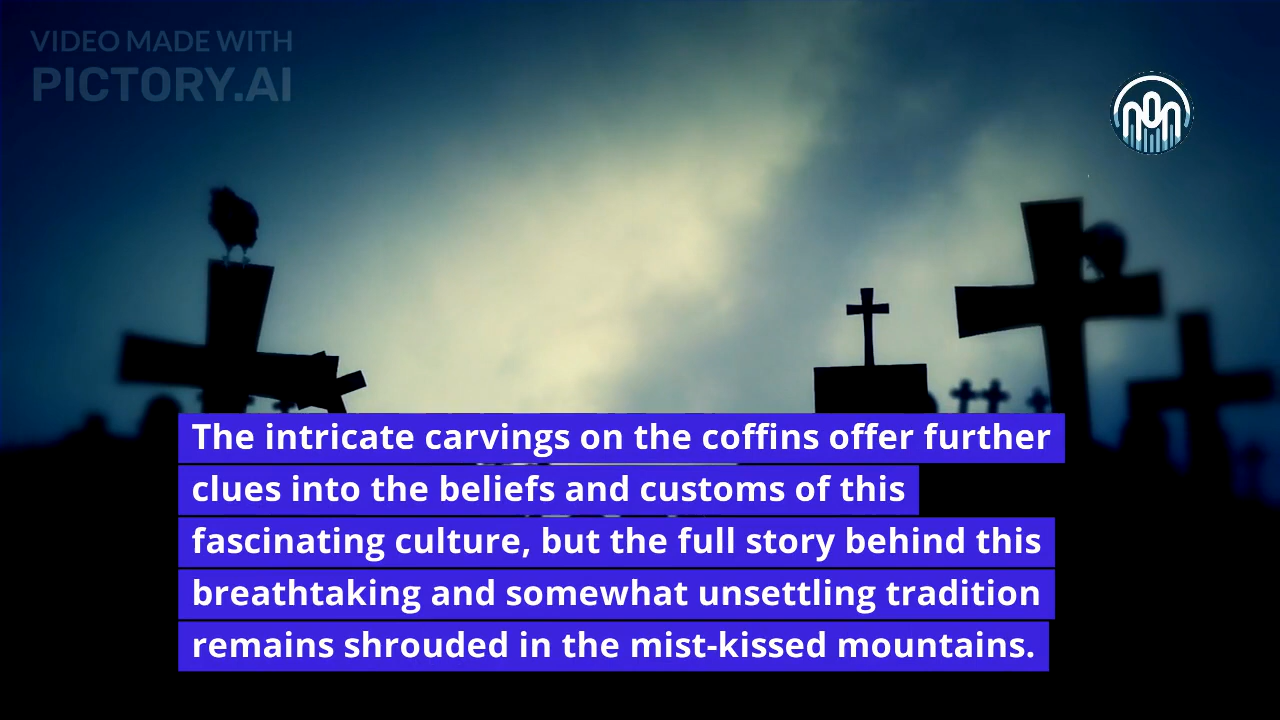 VIDEO MADE WITH
PICTORY.AI
The intricate carvings on the coffins offer further
clues into the beliefs and customs of this
fascinating culture, but the full story behind this
breathtaking and somewhat unsettling tradition
remains shrouded in the mist-kissed mountains.